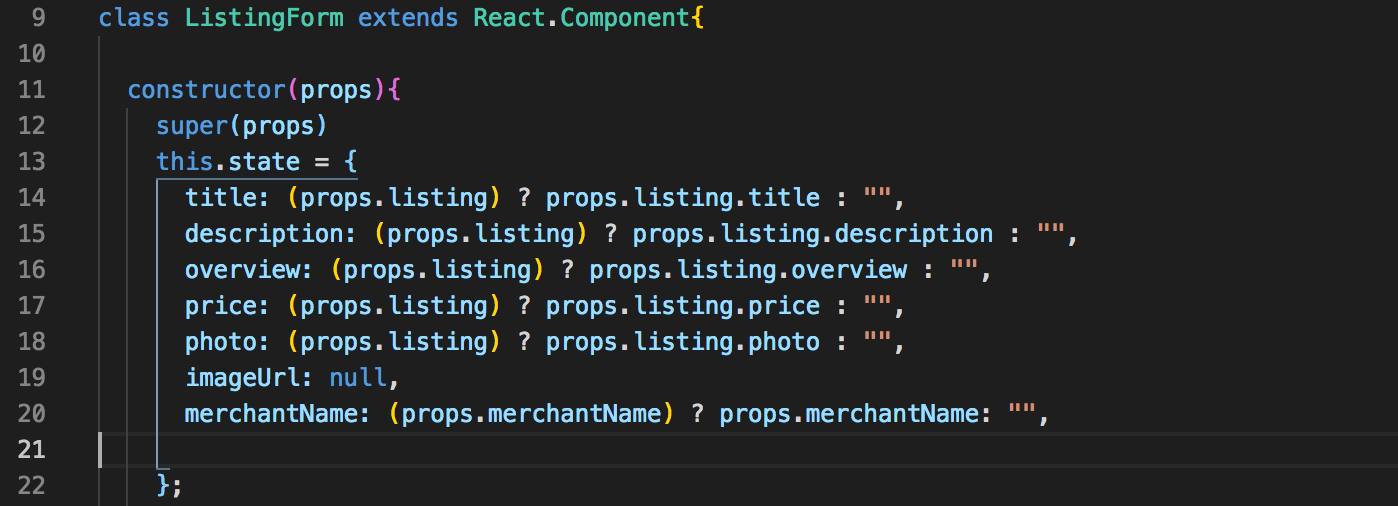 9 class ListingForm extends React.Component{
10
11 constructor(props){
12 super(props)
13 this.state = {
14 title: (props.listing) ? props.listing.title : "",
15 description: (props.listing) ? props.listing.description : "",
16 overview: (props.listing) ? props.listing.overview : "",
17 price: (props.listing) ? props.listing.price : "",
18 photo: (props.listing) ? props.listing.photo : "",
19 imageUrl: null,
20 merchantName: (props.merchantName) ? props.merchantName: "",
21
22 };